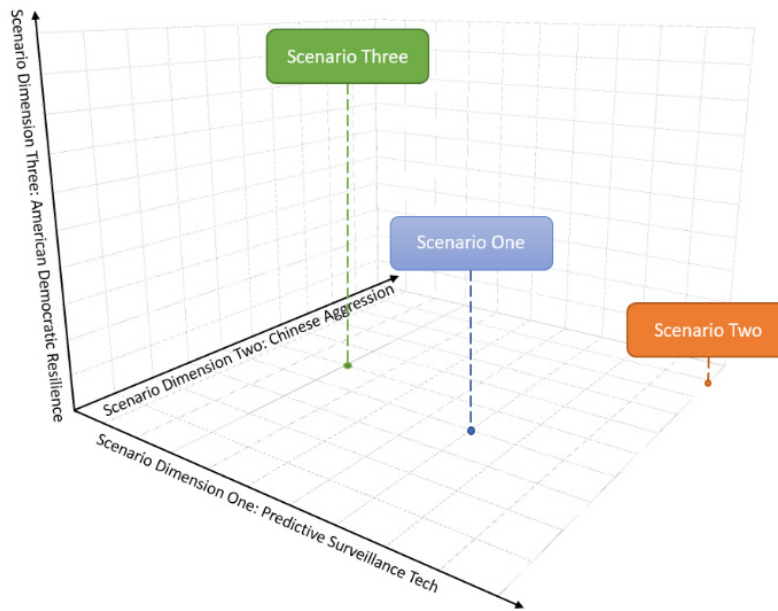 Scenario Dimension Three: American Democratic Resilience
Scenario Three
Scenario One
Scenario Two
Scenario Dimension Two: Chinese Aggression
Scenario Dimension One: Predictive Surveillance Tech